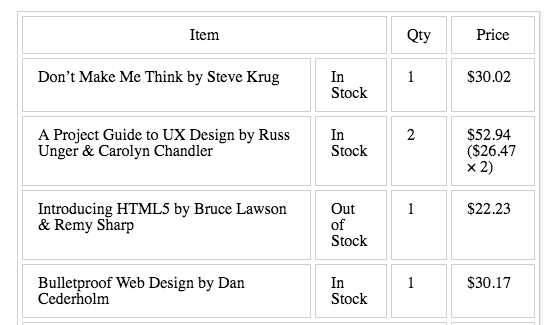 Item Qty Price
Don’t Make Me Think by Steve Krug In 1 $30.02
Stock
A Project Guide to UX Design by Russ In 2 $52.94
Unger & Carolyn Chandler Stock ($26.47
× 2)
Introducing HTML5 by Bruce Lawson Out 1 $22.23
& Remy Sharp of
Stock
Bulletproof Web Design by Dan In 1 $30.17
Cederholm Stock